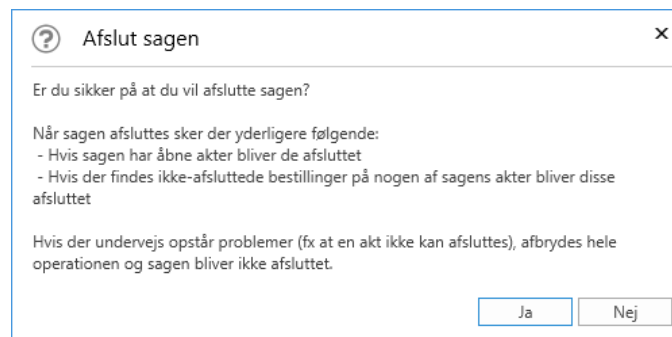 Afslut sagen
Er du sikker på at du vil afslutte sagen?
Når sagen afsluttes sker der yderligere følgende:
- Hvis sagen har åbne akter bliver de afsluttet
- Hvis der findes ikke-afsluttede bestillinger på nogen af sagens akter bliver disse
afsluttet
Hvis der undervejs opstår problemer (fx at en akt ikke kan afsluttes), afbrydes hele
operationen og sagen bliver ikke afsluttet.
Ja
Nej